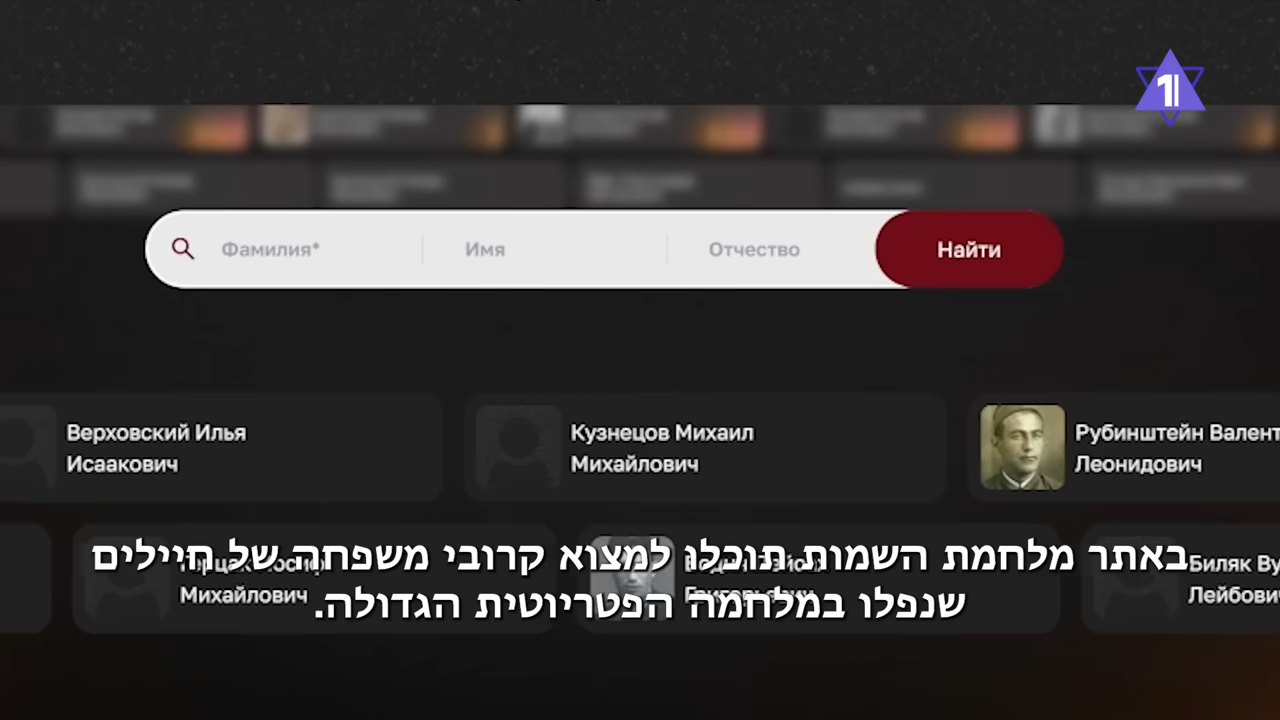 1
Фамилия* Имя Отчество Найти
Верховский Илья
Исаакович
Кузнецов Михаил
Михайлович
Рубинштейн Валент
Леонидович
Михайлович
Биляк Ву
Лейбович
באתר מלחמת השמות תוכלו למצוא קרובי משפחה של חיילים
שנפלו במלחמה הפטריוטית הגדולה.